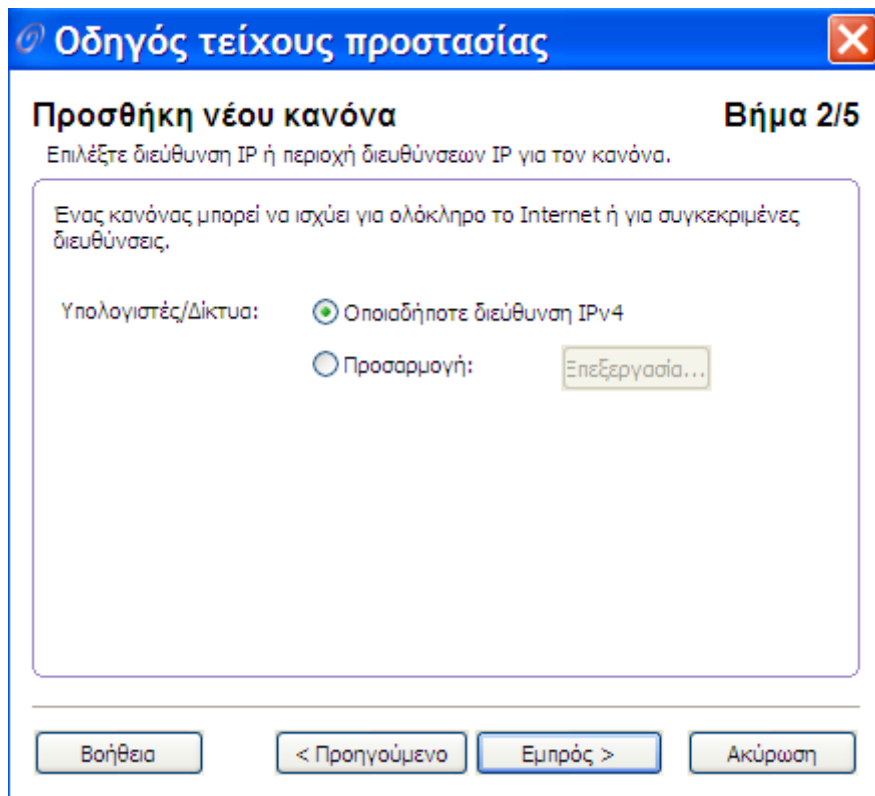 Οδηγός τείχους προστασίας
Προσθήκη νέου κανόνα Βήμα 2/5
Επιλέξτε διεύθυνση IP ή περιοχή διευθύνσεων IP για τον κανόνα.
Ένας κανόνας μπορεί να ισχύει για ολόκληρο το Internet ή για συγκεκριμένες
διευθύνσεις.
Υπολογιστές/Δίκτυα: Οποιαδήποτε διεύθυνση IPv4
Προσαρμογή: Επεξεργασία...
Βοήθεια < Προηγούμενο Εμπρός > Ακύρωση